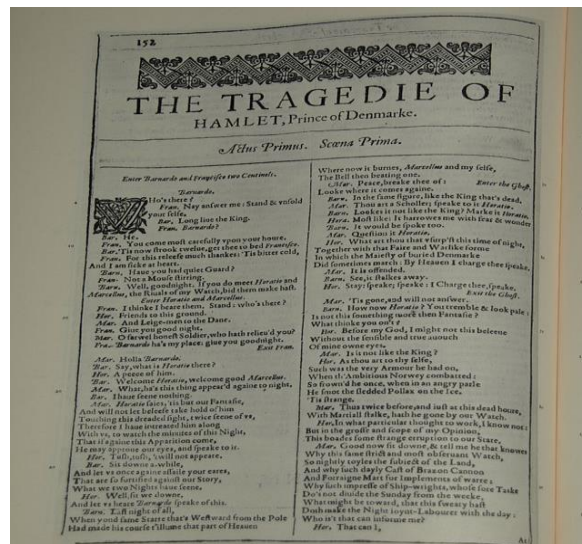 152
THE TRAGEDIE OF
HAMLET, Prince of Denmarke.
Actus Primus. Scœna Prima.
Enter Barnardo and Francisco two Centinels.
Barnardo.
WHo's there?
Fran. Nay answer me: Stand & vnfold
your selfe.
Bar. Long liue the King.
Fran. Barnardo?
Bar. He.
Fran. You come most carefully vpon your houre.
Bar. 'Tis now strook twelue, get thee to bed Francisco.
Fran. For this releefe much thankes: 'Tis bitter cold,
And I am sicke at heart.
Barn. Haue you had quiet Guard?
Fran. Not a Mouse stirring.
Barn. Well, goodnight. If you do meet Horatio and
Marcellus, the Riuals of my Watch, bid them make hast.
Enter Horatio and Marcellus.
Fran. I thinke I heare them. Stand: who's there?
Hor. Friends to this ground.
Mar. And Leige-men to the Dane.
Fran. Giue you good night.
Mar. O farwel honest Soldier, who hath relieu'd you?
Fra. Barnardo ha's my place: giue you goodnight.
Exit Fran.
Mar. Holla Barnardo.
Bar. Say, what is Horatio there?
Hor. A peece of him.
Bar. Welcome Horatio, welcome good Marcellus.
Mar. What, ha's this thing appear'd againe to night.
Bar. I haue seene nothing.
Mar. Horatio saies, 'tis but our Fantasie,
And will not let beleefe take hold of him
Touching this dreaded sight, twice seene of vs,
Therefore I haue intreated him along
With vs, to watch the minutes of this Night,
That if againe this Apparition come,
He may approue our eyes, and speake to it.
Hor. Tush, tush, 'twill not appeare.
Bar. Sit downe a-while,
And let vs once againe assaile your eares,
That are so fortified against our Story,
What we two Nights haue seene.
Hor. Well, sit we downe,
And let vs heare Barnardo speake of this.
Barn. Last night of all,
When yond same Starre that's Westward from the Pole
Had made his course t'illume that part of Heauen
Where now it burnes, Marcellus and my selfe,
The Bell then beating one.
Mar. Peace, breake thee of: Enter the Ghost.
Looke where it comes againe.
Barn. In the same figure, like the King that's dead.
Mar. Thou art a Scholler; speake to it Horatio.
Barn. Lookes it not like the King? Marke it Horatio.
Hora. Most like: It harrowes me with fear & wonder
Barn. It would be spoke too.
Mar. Question it Horatio.
Hor. What art thou that vsurp'st this time of night,
Together with that Faire and Warlike forme
In which the Maiesty of buried Denmarke
Did sometimes march: By Heauen I charge thee speake.
Mar. It is offended.
Barn. See, it stalkes away.
Hor. Stay: speake; speake: I Charge thee, speake.
Exit the Ghost.
Mar. 'Tis gone, and will not answer.
Barn. How now Horatio? You tremble & look pale:
Is not this something more then Fantasie?
What thinke you on't?
Hor. Before my God, I might not this beleeue
Without the sensible and true auouch
Of mine owne eyes.
Mar. Is it not like the King?
Hor. As thou art to thy selfe,
Such was the very Armour he had on,
When th' Ambitious Norwey combatted:
So frown'd he once, when in an angry parle
He smot the sledded Pollax on the Ice.
'Tis strange.
Mar. Thus twice before, and iust at this dead houre,
With Martiall stalke, hath he gone by our Watch.
Hor. In what particular thought to work, I know not:
But in the grosse and scope of my Opinion,
This boades some strange erruption to our State.
Mar. Good now sit downe, & tell me he that knowes
Why this same strict and most obseruant Watch,
So nightly toyles the subiect of the Land,
And why such dayly Cast of Brazon Cannon
And Forraigne Mart for Implements of warre:
Why such impresse of Ship-wrights, whose sore Taske
Do's not diuide the Sunday from the weeke,
What might be toward, that this sweaty hast
Doth make the Night ioynt-Labourer with the day:
Who is't that can informe me?
Hor. That can I,